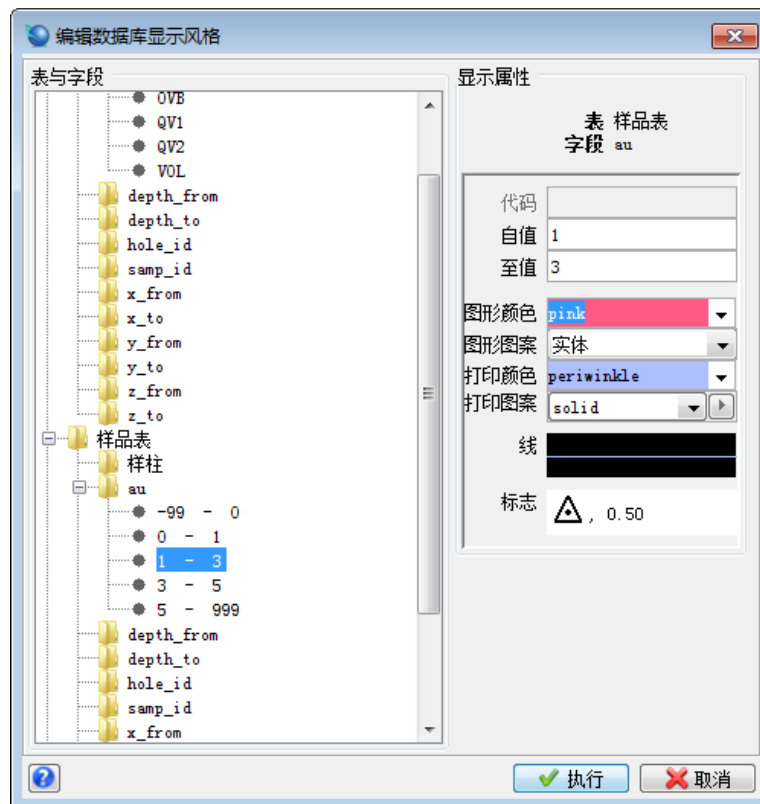 编辑数据库显示风格
表与字段
OVB
QV1
QV2
VOL
depth_from
depth_to
hole_id
samp_id
x_from
x_to
y_from
y_to
z_from
z_to
样品表
样柱
au
-99 - 0
0 - 1
1 - 3
3 - 5
5 - 999
depth_from
depth_to
hole_id
samp_id
x_from
显示属性
表 样品表
字段 au
代码
自值 1
至值 3
图形颜色 pink
图形图案 实体
打印颜色 periwinkle
打印图案 solid
线
标志 , 0.50
执行 取消